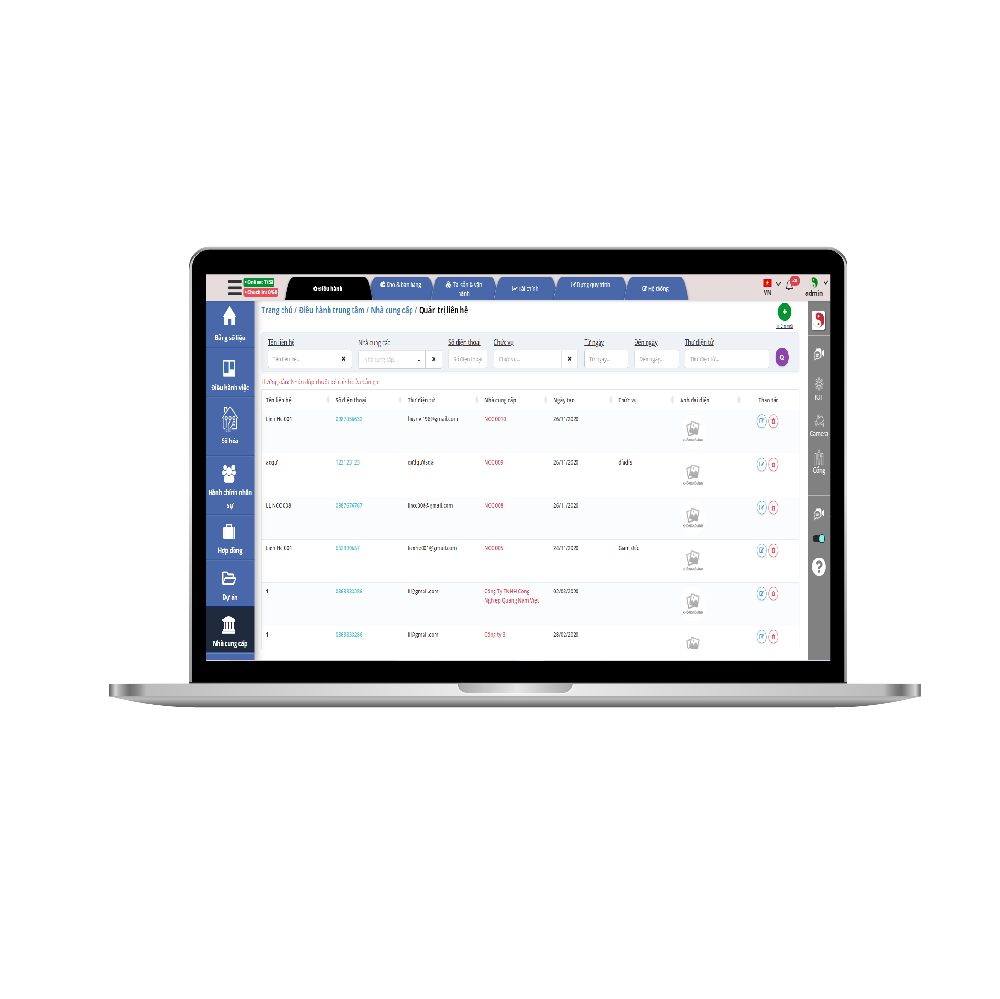 • Online: 7/59
• Check in: 0/59
Điều hành
Kho & bán hàng
Tài sản & vận
hành
Tài chính
Dựng quy trình
Hệ thống
VN
20
admin
Trang chủ / Điều hành trung tâm / Nhà cung cấp / Quản trị liên hệ
Thêm mới
Bảng số liệu
Điều hành việc
Số hóa
Hành chính nhân
sự
Hợp đồng
Dự án
Nhà cung cấp
Tên liên hệ Nhà cung cấp Số điện thoại Chức vụ Từ ngày Đến ngày Thư điện tử
Tên liên hệ... Nhà cung cấp... Số điện thoại Chức vụ... Từ ngày... Đến ngày... Thư điện tử...
Hướng dẫn: Nhấn đúp chuột để chỉnh sửa bản ghi
Tên liên hệ Số điện thoại Thư điện tử Nhà cung cấp Ngày tạo Chức vụ Ảnh đại diện Thao tác
Lien He 001 0987456632 huynv.196@gmail.com NCC 0010 26/11/2020
KHÔNG CÓ ẢNH
adqư 123123123 qưdqưdsdá NCC 009 26/11/2020 dfádfs
KHÔNG CÓ ẢNH
LL NCC 008 0987676767 llncc008@gmail.com NCC 008 26/11/2020
KHÔNG CÓ ẢNH
Lien He 001 652399657 lienhe001@gmail.com NCC 005 24/11/2020 Giám đốc
KHÔNG CÓ ẢNH
1 0363833286 iii@gmail.com Công Ty TNHH Công 02/03/2020
Nghiệp Quang Nam Việt
KHÔNG CÓ ẢNH
1 0363833286 iii@gmail.com Công ty 3i 28/02/2020
IOT
Camera
Cổng